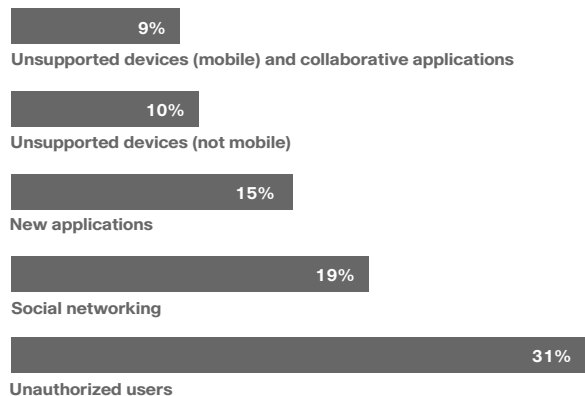 9%
Unsupported devices (mobile) and collaborative applications
10%
Unsupported devices (not mobile)
15%
New applications
19%
Social networking
31%
Unauthorized users